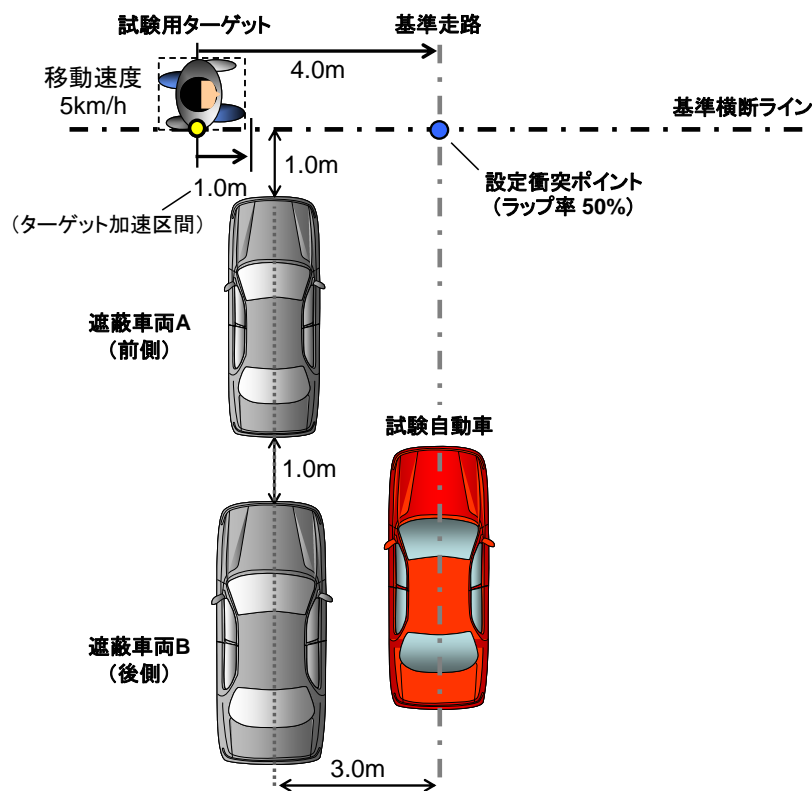 試験用ターゲット
基準走路
4.0m
移動速度
5km/h
基準横断ライン
1.0m
1.0m
設定衝突ポイント
（ラップ率 50%）
（ターゲット加速区間）
遮蔽車両A
（前側）
試験自動車
1.0m
遮蔽車両B
（後側）
3.0m